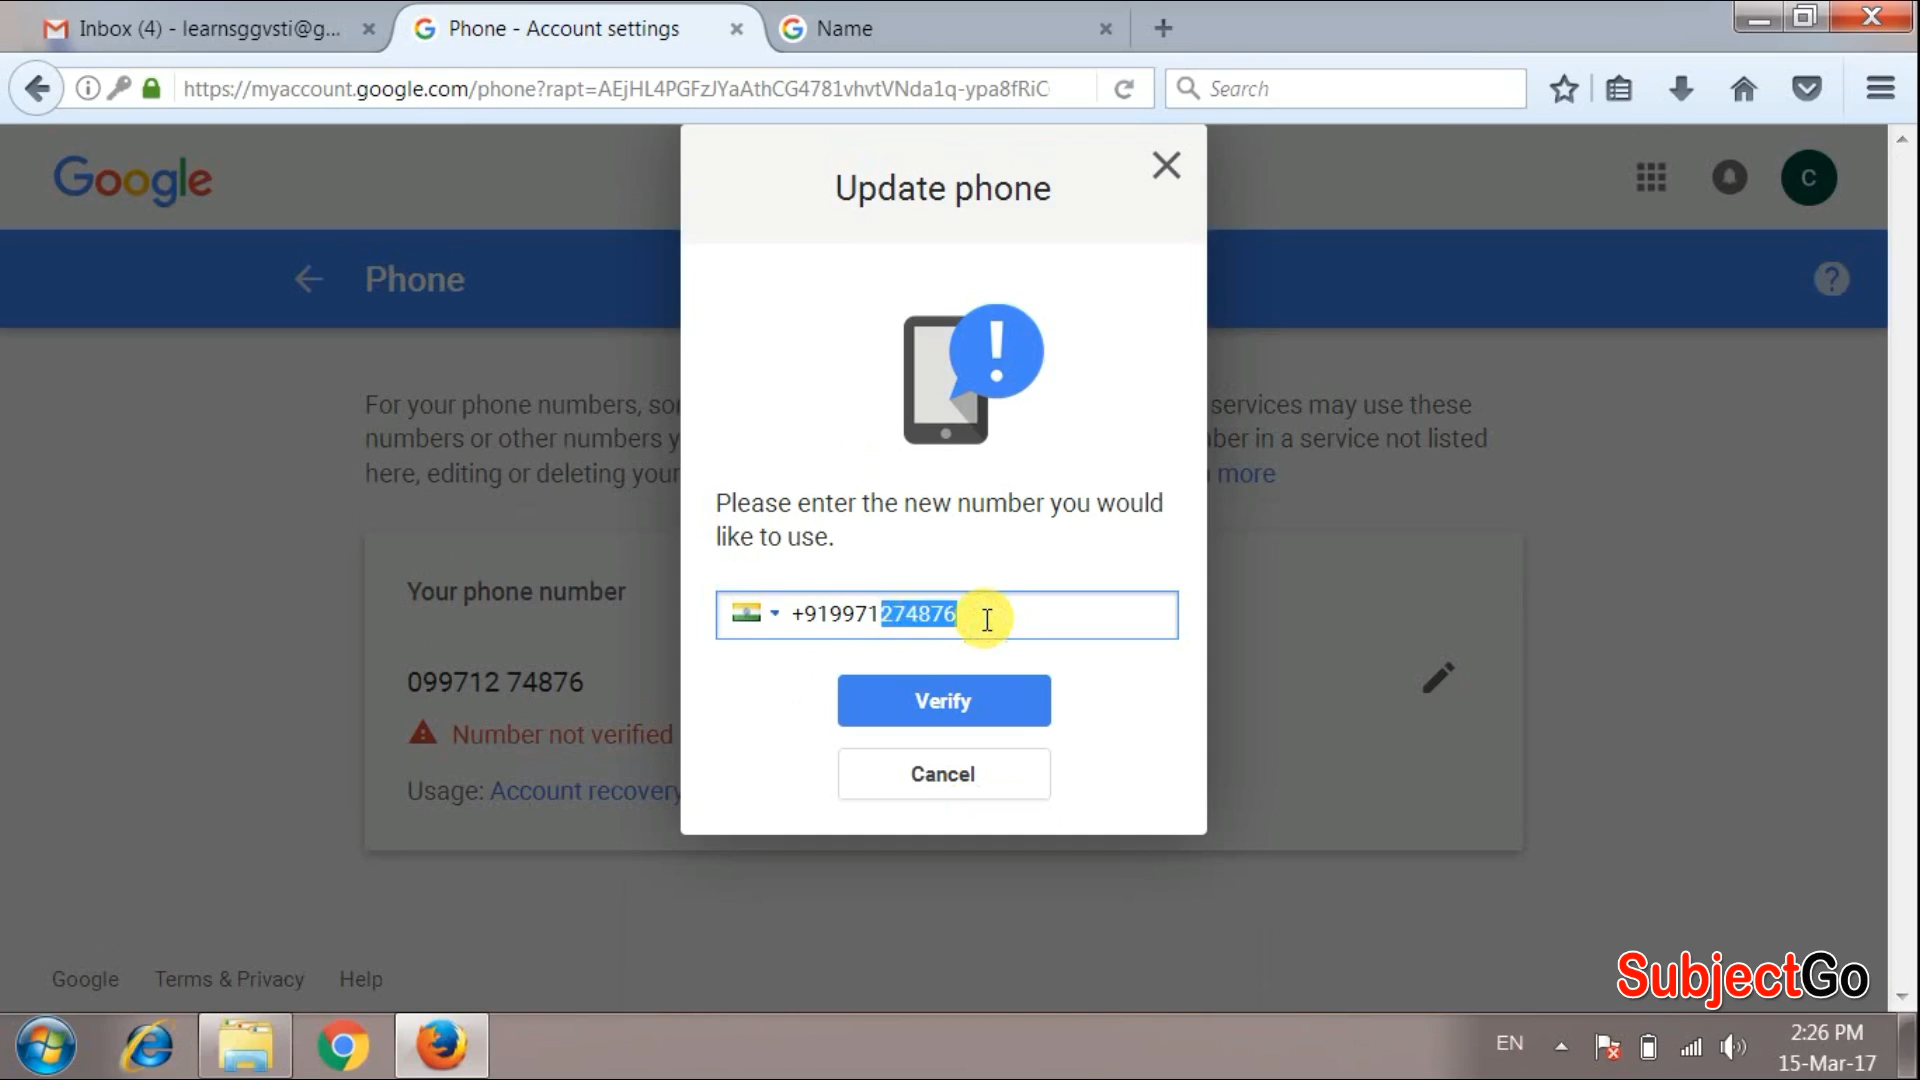 Inbox (4) - learnsggvsti@g...
Phone - Account settings
Name
https://myaccount.google.com/phone?rapt=AEjHL4PGFzJYaAthCG4781vhvtVNda1q-ypa8fRiC
Search
Google
C
Update phone
Phone
For your phone numbers, so
services may use these
numbers or other numbers y
ber in a service not listed
here, editing or deleting your
more
Please enter the new number you would
like to use.
Your phone number
+919971274876
099712 74876
Verify
Number not verified
Cancel
Usage: Account recovery
Google Terms & Privacy Help
SubjectGo
EN
2:26 PM
15-Mar-17